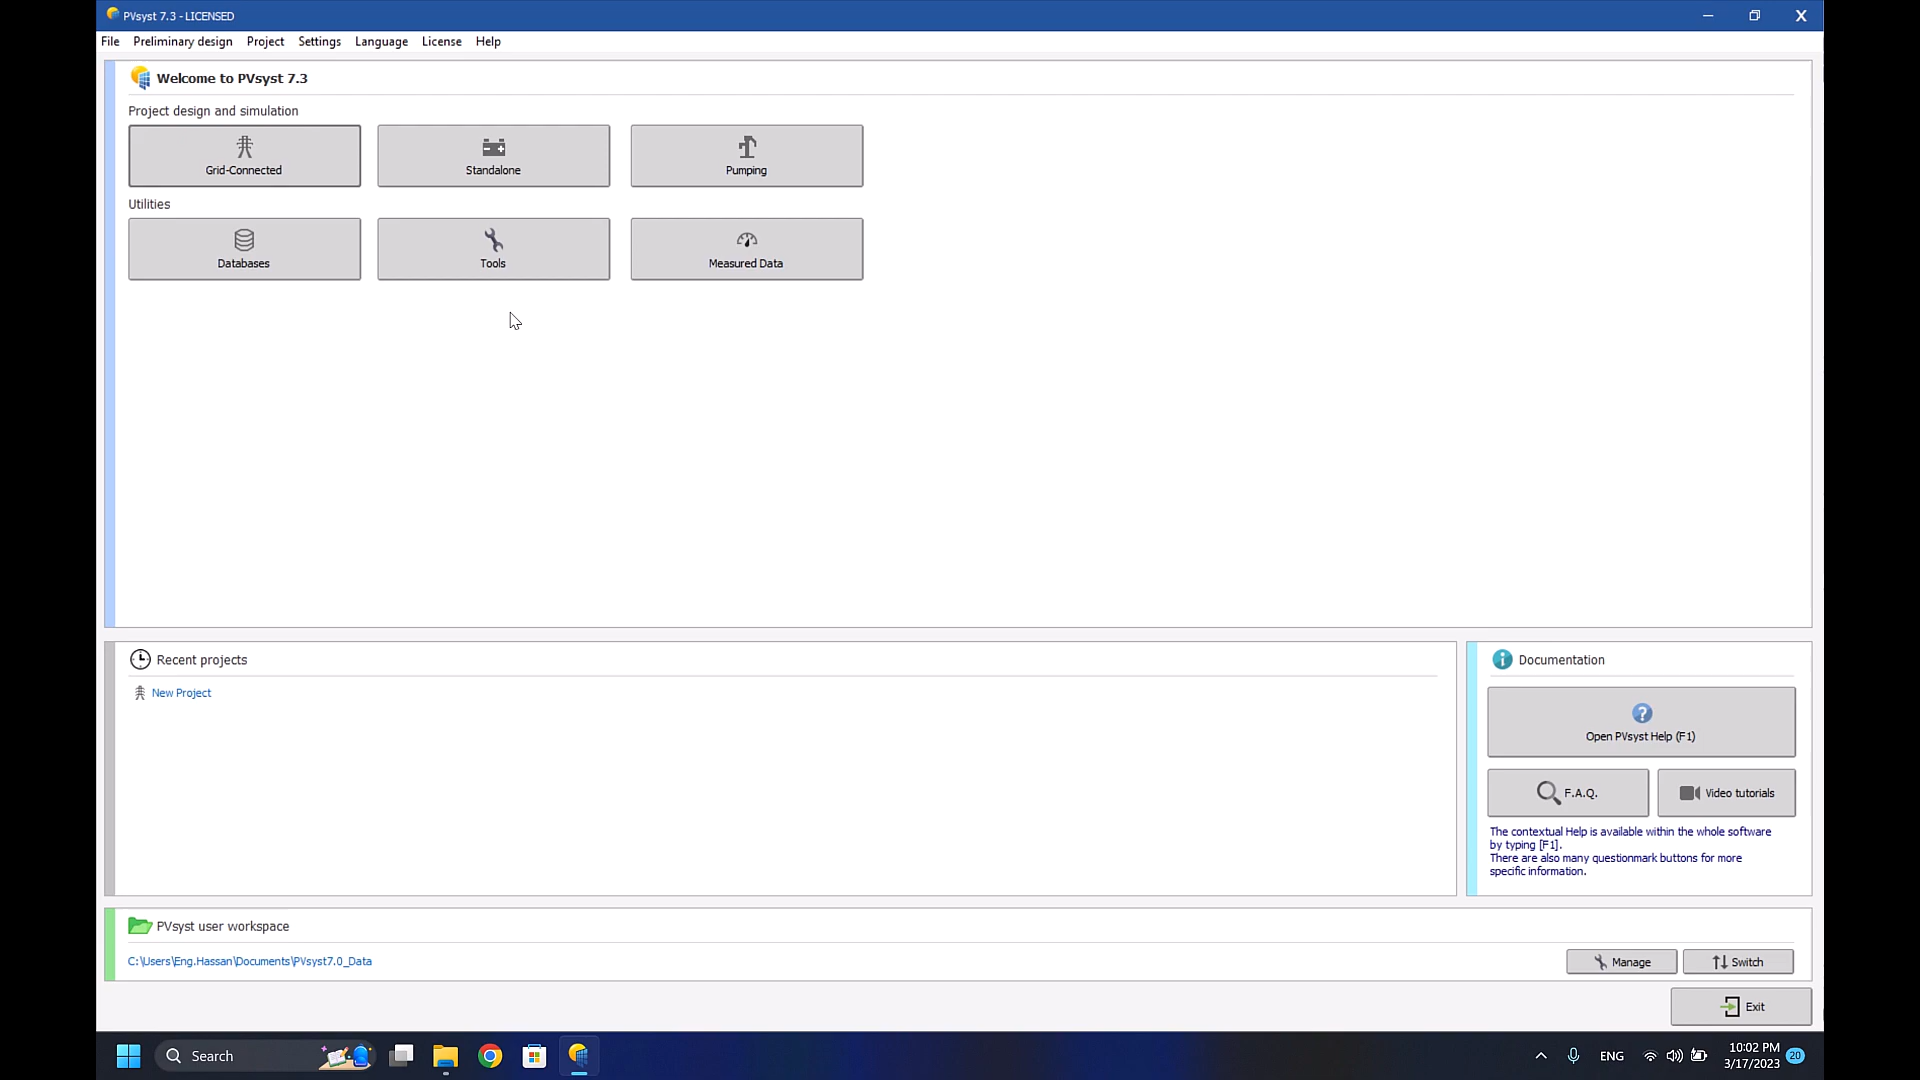 PVsyst 7.3 - LICENSED
File Preliminary design Project Settings Language License Help
Welcome to PVsyst 7.3
Project design and simulation
Grid-Connected Standalone Pumping
Utilities
Databases Tools Measured Data
Recent projects
New Project
Documentation
Open PVsyst Help (F1)
F.A.Q. Video tutorials
The contextual Help is available within the whole software
by typing [F1].
There are also many questionmark buttons for more
specific information.
PVsyst user workspace
C:\Users\Eng.Hassan\Documents\PVsyst7.0_Data
Manage Switch
Exit
Search
ENG
10:02 PM
3/17/2023
20